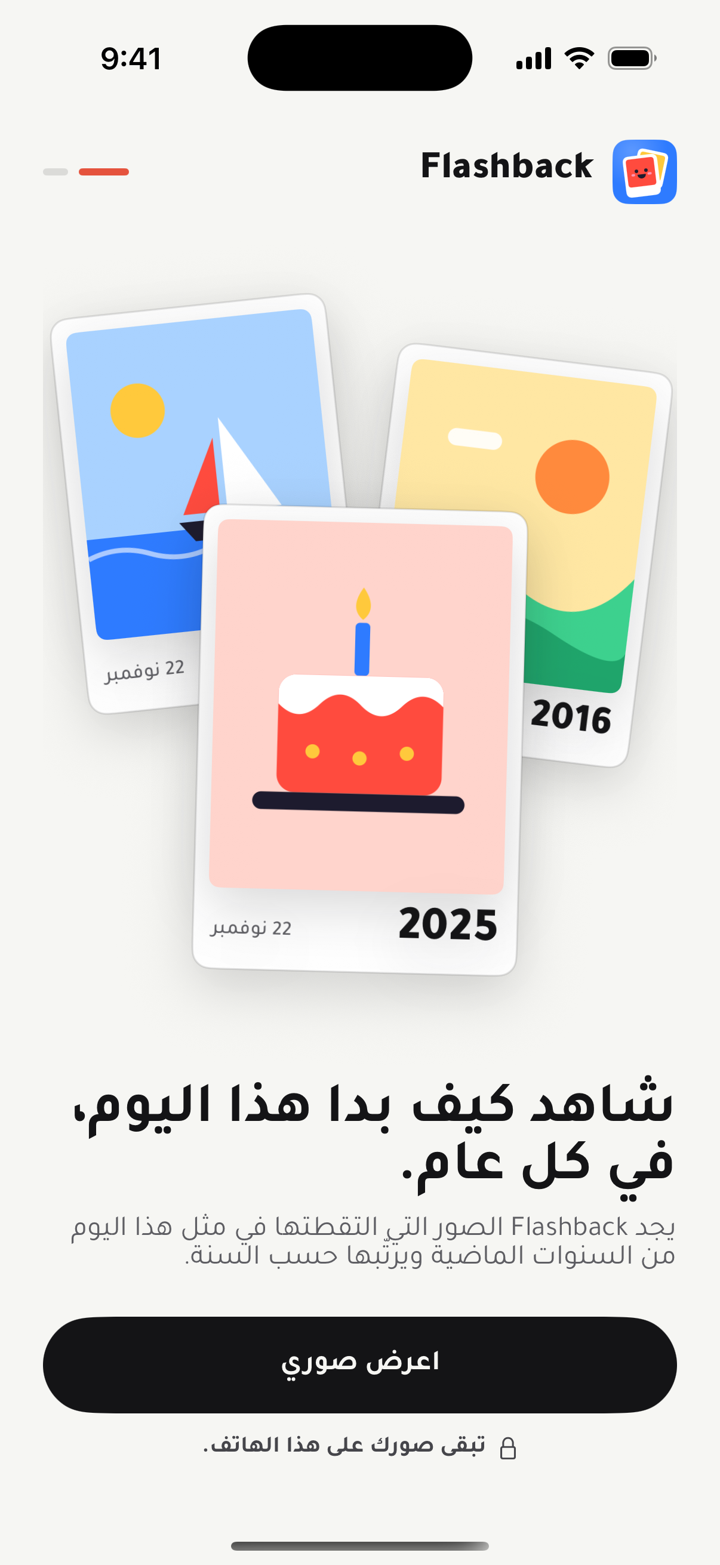 9:41
Flashback
22 نوفمبر
2016
2025
22 نوفمبر
شاهد كيف بدا هذا اليوم،
في كل عام.
يجد Flashback الصور التي التقطتها في مثل هذا اليوم
من السنوات الماضية ويرتّبها حسب السنة.
اعرض صوري
تبقى صورك على هذا الهاتف.